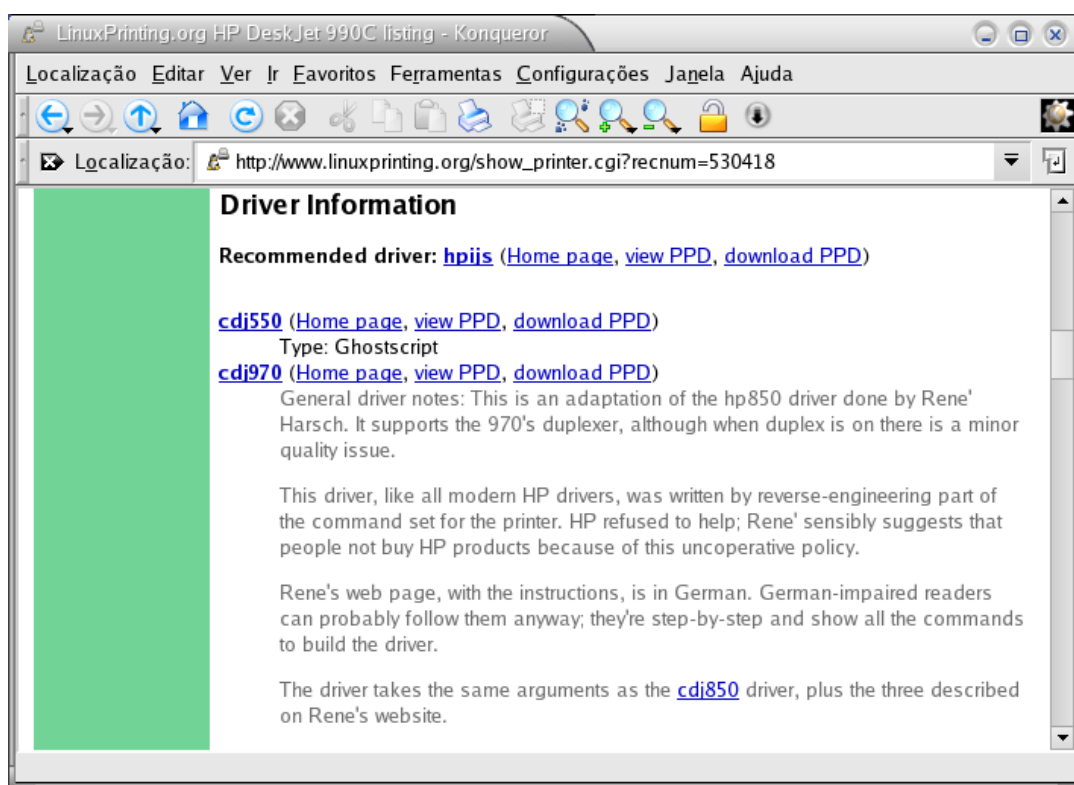 LinuxPrinting.org HP DeskJet 990C listing - Konqueror
Localização Editar Ver Ir Favoritos Ferramentas Configurações Janela Ajuda
Localização: http://www.linuxprinting.org/show_printer.cgi?recnum=530418
Driver Information
Recommended driver: hpijs (Home page, view PPD, download PPD)
cdj550 (Home page, view PPD, download PPD)
Type: Ghostscript
cdj970 (Home page, view PPD, download PPD)
General driver notes: This is an adaptation of the hp850 driver done by Rene'
Harsch. It supports the 970's duplexer, although when duplex is on there is a minor
quality issue.
This driver, like all modern HP drivers, was written by reverse-engineering part of
the command set for the printer. HP refused to help; Rene' sensibly suggests that
people not buy HP products because of this uncoperative policy.
Rene's web page, with the instructions, is in German. German-impaired readers
can probably follow them anyway; they're step-by-step and show all the commands
to build the driver.
The driver takes the same arguments as the cdj850 driver, plus the three described
on Rene's website.